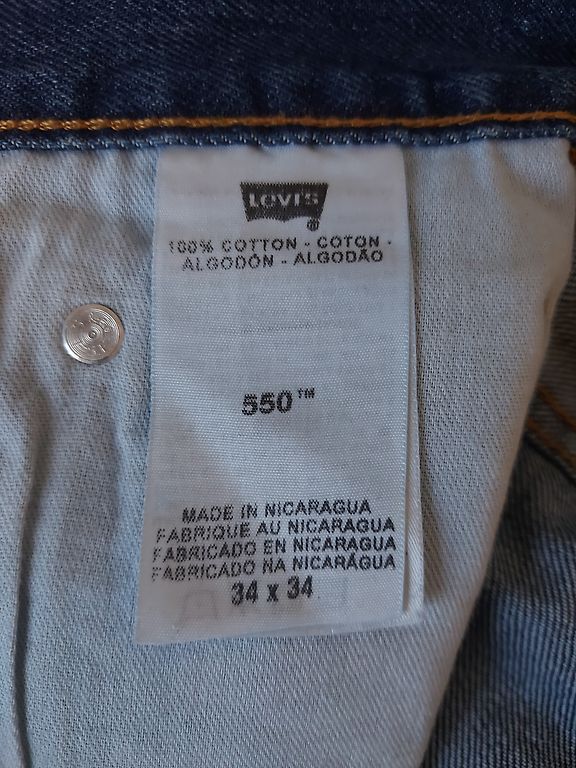 LEVI'S
®
100% COTTON - COTON -
ALGODÓN - ALGODÃO
550™
MADE IN NICARAGUA
FABRIQUE AU NICARAGUA
FABRICADO EN NICARAGUA
FABRICADO NA NICARÁGUA
34 x 34